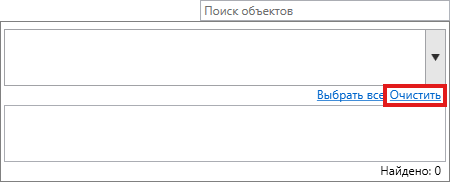 Поиск объектов
Выбрать все Очистить
Найдено: 0